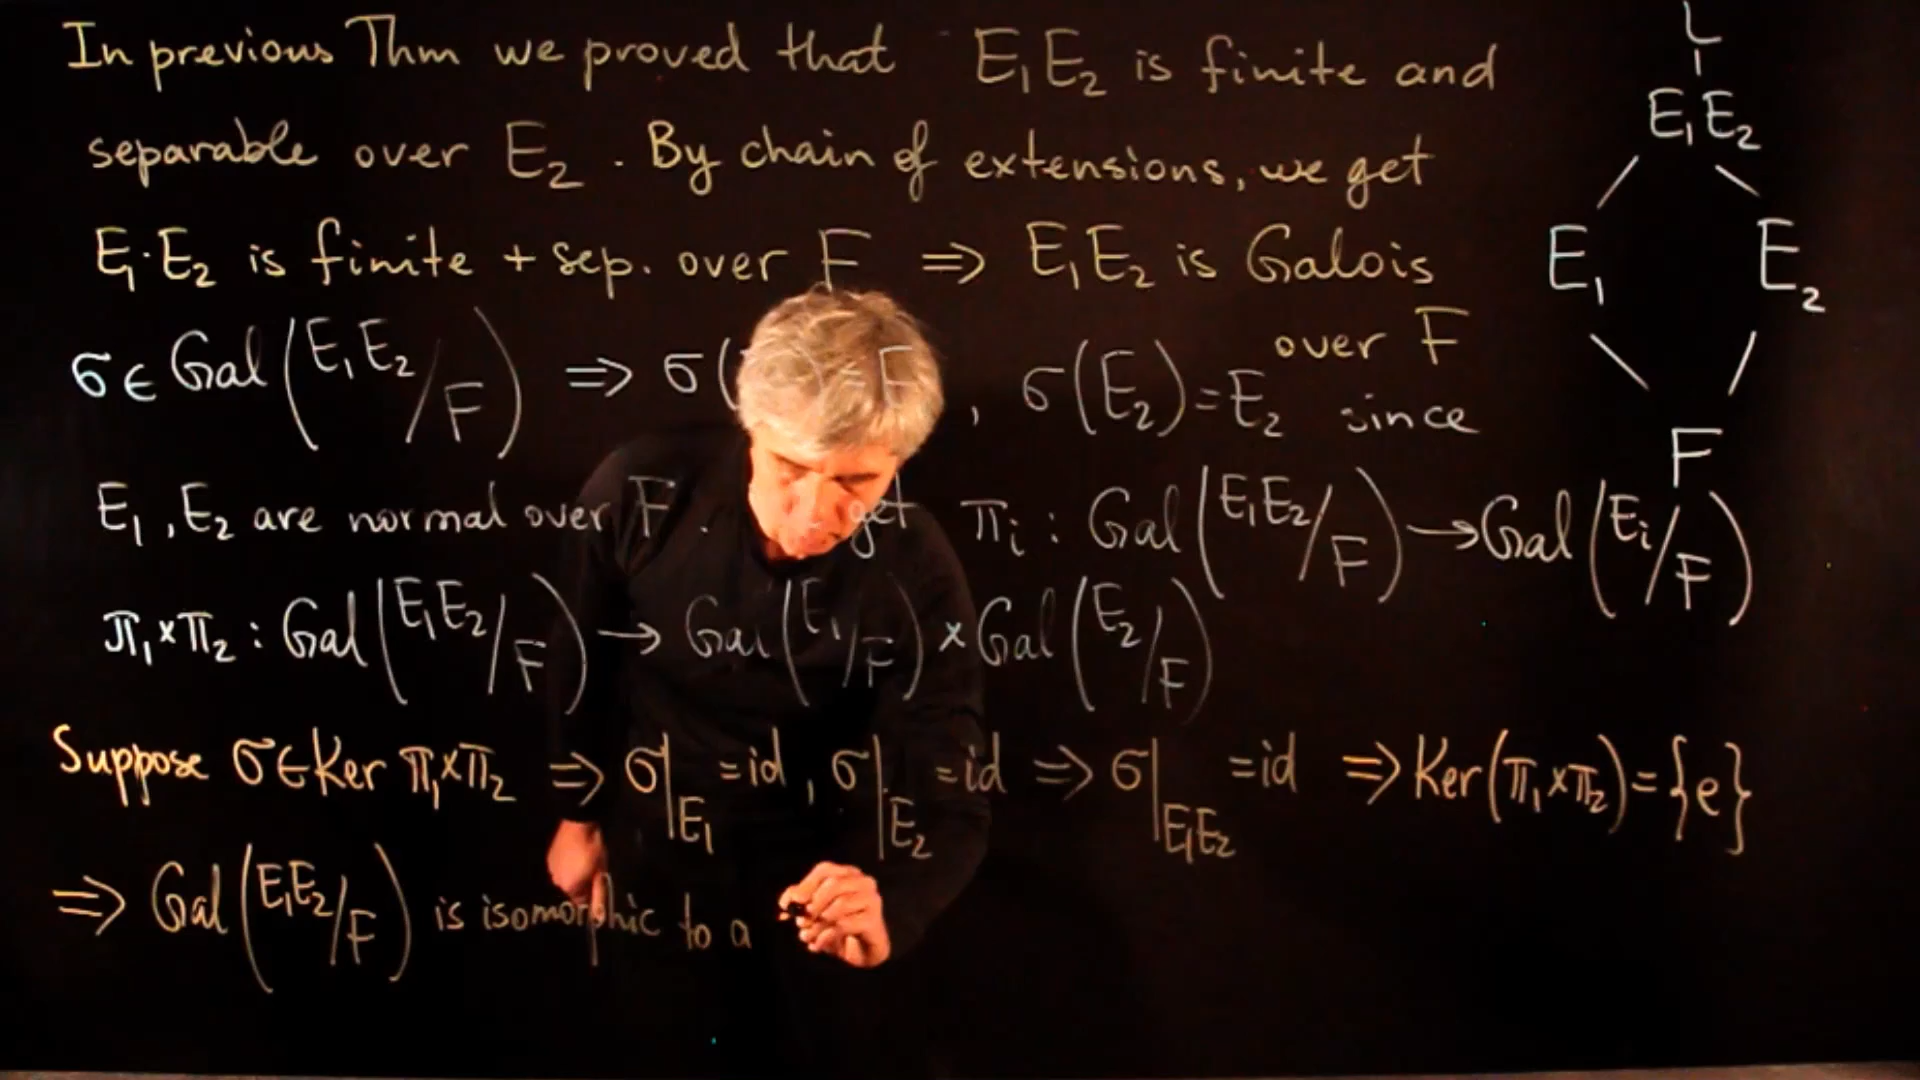 In previous Thm we proved that E₁E₂ is finite and
separable over E₂. By chain of extensions, we get
E₁·E₂ is finite + sep. over F ⇒ E₁E₂ is Galois
over F
σ∈Gal(E₁E₂/F) ⇒ σ( ) = E , σ(E₂)=E₂ since
E₁, E₂ are normal over F. get πᵢ : Gal(E₁E₂/F) → Gal(Eᵢ/F)
π₁×π₂ : Gal(E₁E₂/F) → Gal(E₁/F) × Gal(E₂/F)
Suppose σ∈Ker π₁×π₂ ⇒ σ|E₁ = id, σ|E₂ = id ⇒ σ|E₁E₂ = id ⇒ Ker(π₁×π₂) = {e}
⇒ Gal(E₁E₂/F) is isomorphic to a
L
E₁E₂
E₁ E₂
F